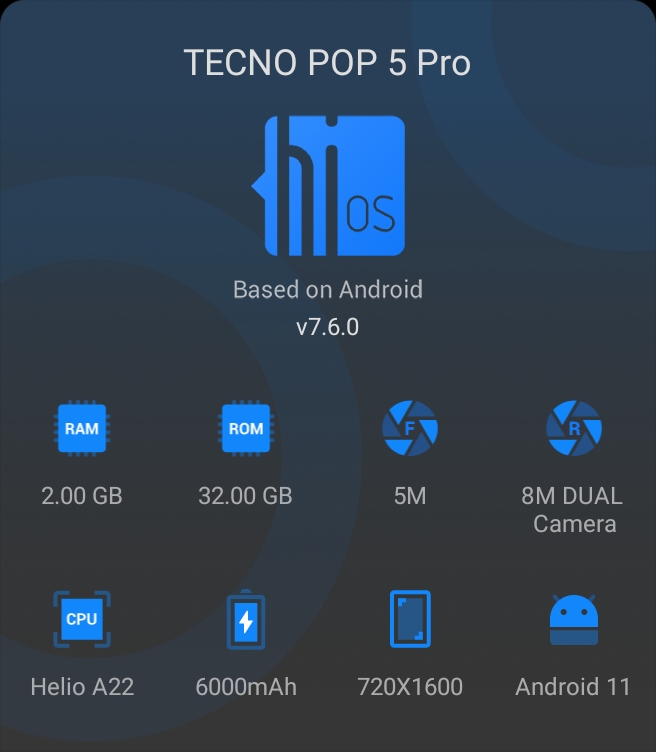 TECNO POP 5 Pro
hi OS
Based on Android
v7.6.0
RAM
ROM
F
R
2.00 GB
32.00 GB
5M
8M DUAL
Camera
CPU
Helio A22
6000mAh
720X1600
Android 11